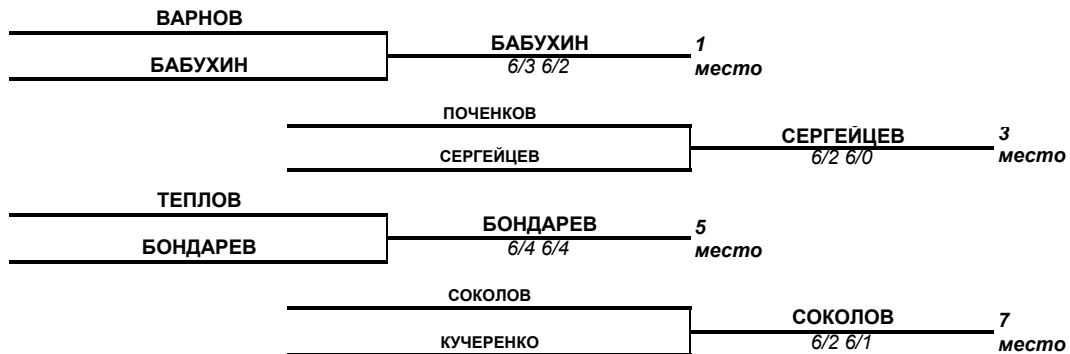 ВАРНОВ
БАБУХИН 1
БАБУХИН 6/3 6/2 место
ПОЧЕНКОВ
СЕРГЕЙЦЕВ 3
СЕРГЕЙЦЕВ 6/2 6/0 место
ТЕПЛОВ
БОНДАРЕВ 5
БОНДАРЕВ 6/4 6/4 место
СОКОЛОВ
СОКОЛОВ 7
КУЧЕРЕНКО 6/2 6/1 место